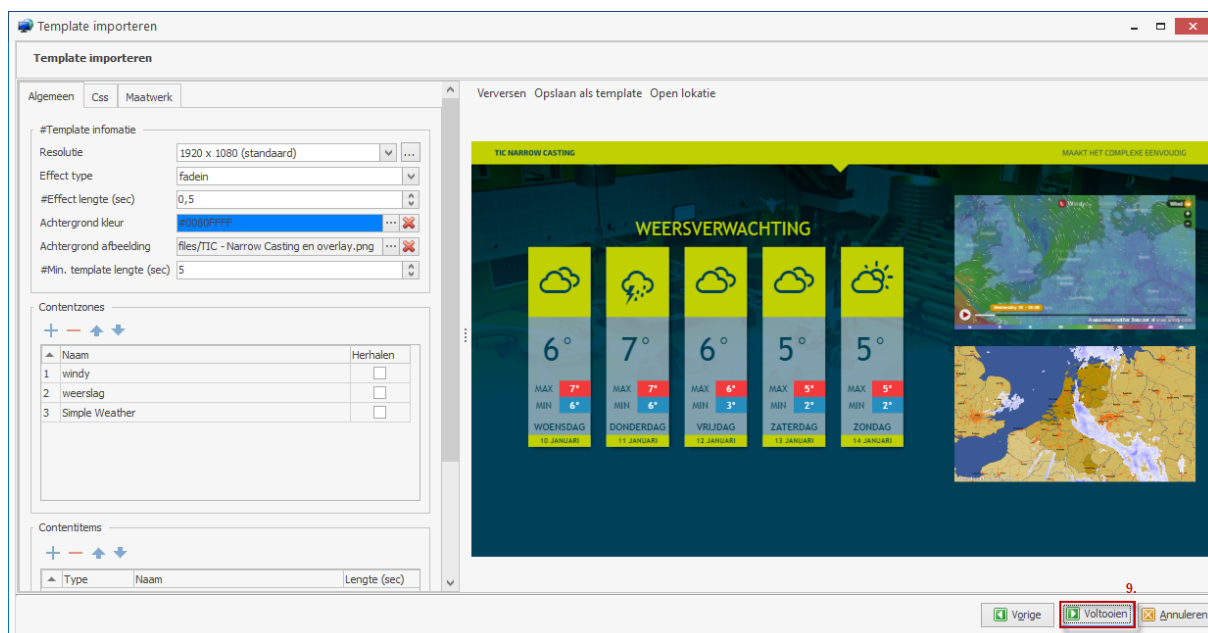 Template importeren
Template importeren
Algemeen Css Maatwerk
Verversen Opslaan als template Open lokatie
#Template infomatie
Resolutie 1920 x 1080 (standaard)
Effect type fadein
#Effect lengte (sec) 0,5
Achtergrond kleur #0080FFFF
Achtergrond afbeelding files/TIC - Narrow Casting en overlay.png
#Min. template lengte (sec) 5
Contentzones
Naam Herhalen
1 windy
2 weerslag
3 Simple Weather
Contentitems
Type Naam Lengte (sec)
TIC NARROW CASTING MAAKT HET COMPLEXE EENVOUDIG
WEERSVERWACHTING
6° 7° 6° 5° 5°
MAX 7° MAX 7° MAX 6° MAX 5° MAX 5°
MIN 6° MIN 6° MIN 3° MIN 2° MIN 2°
WOENSDAG DONDERDAG VRIJDAG ZATERDAG ZONDAG
10 JANUARI 11 JANUARI 12 JANUARI 13 JANUARI 14 JANUARI
Windy
Wind
9.
Vorige Voltooien Annuleren